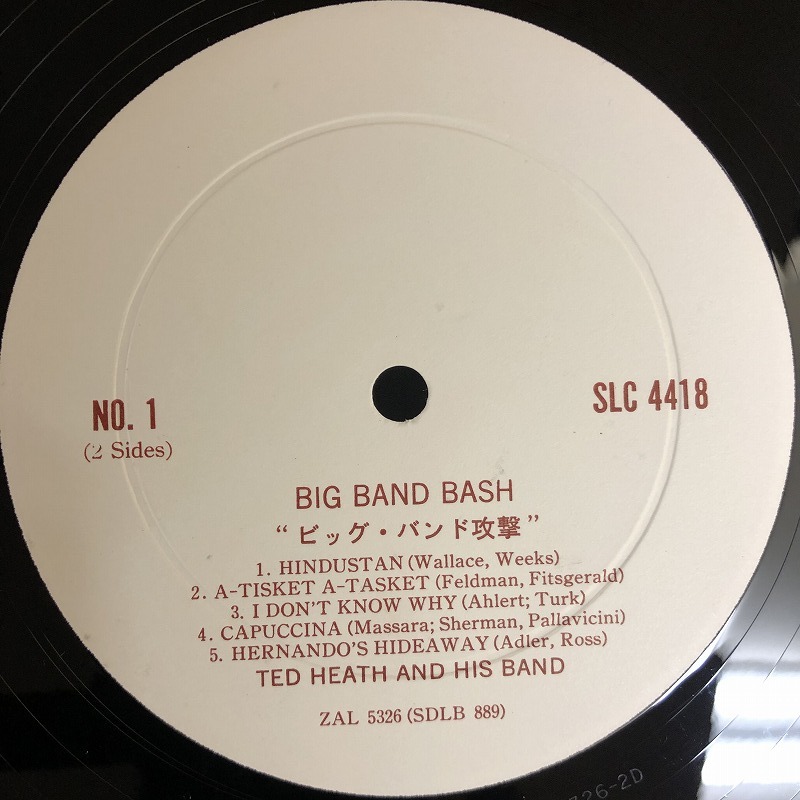 NO. 1
(2 Sides)
SLC 4418
BIG BAND BASH
“ビッグ・バンド攻撃”
1. HINDUSTAN (Wallace, Weeks)
2. A-TISKET A-TASKET (Feldman, Fitsgerald)
3. I DON'T KNOW WHY (Ahlert; Turk)
4. CAPUCCINA (Massara; Sherman, Pallavicini)
5. HERNANDO'S HIDEAWAY (Adler, Ross)
TED HEATH AND HIS BAND
ZAL 5326 (SDLB 889)